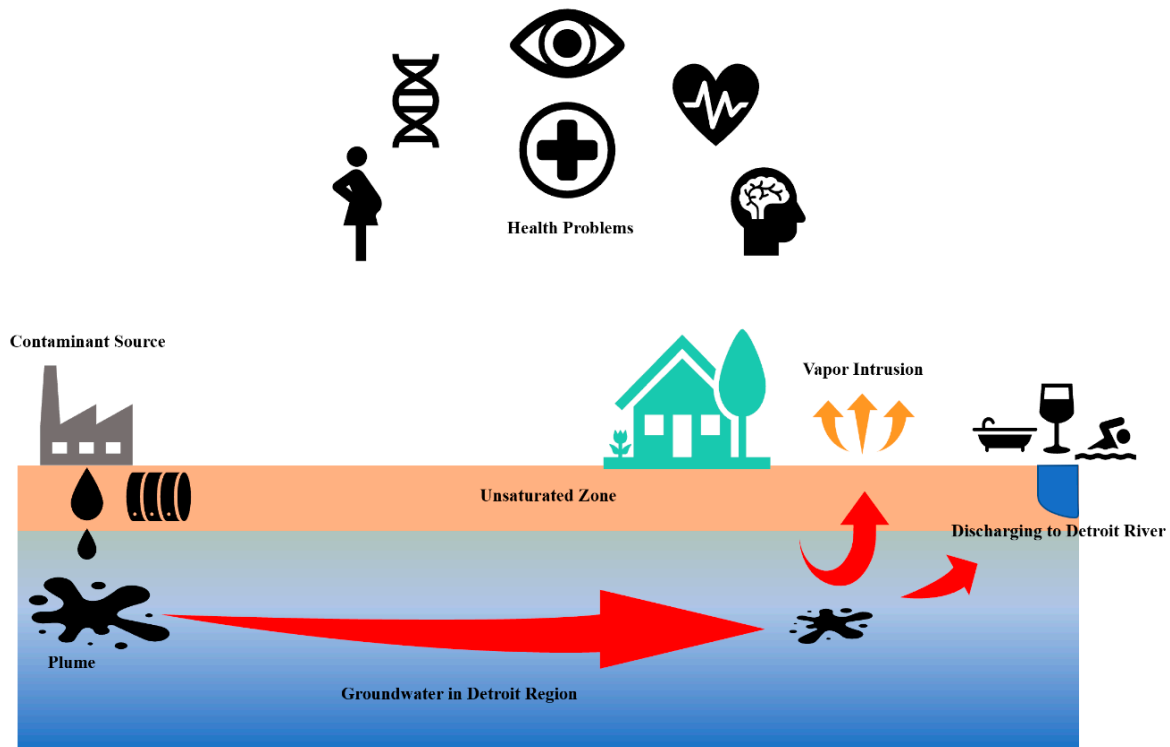 Health Problems
Contaminant Source
Vapor Intrusion
Unsaturated Zone
Discharging to Detroit River
Plume
Groundwater in Detroit Region